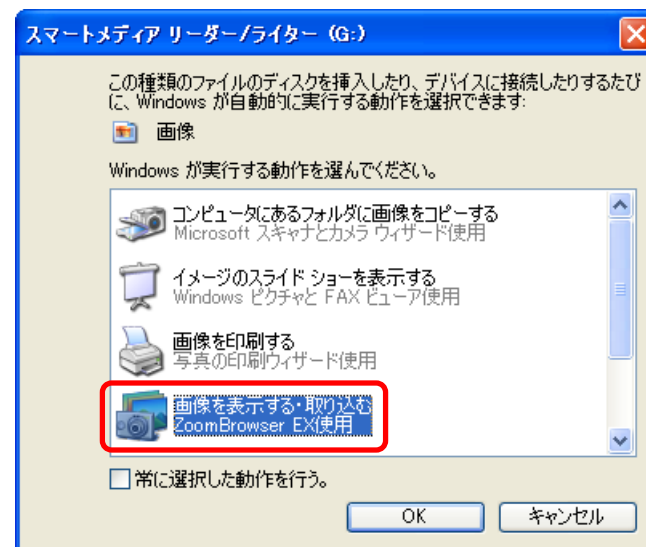 スマートメディア リーダー/ライター (G:)
この種類のファイルのディスクを挿入したり、デバイスに接続したりするたび
に、Windows が自動的に実行する動作を選択できます:
画像
Windows が実行する動作を選んでください。
コンピュータにあるフォルダに画像をコピーする
Microsoft スキャナとカメラ ウィザード使用
イメージのスライド ショーを表示する
Windows ピクチャと FAX ビューア使用
画像を印刷する
写真の印刷ウィザード使用
画像を表示する・取り込む
ZoomBrowser EX使用
常に選択した動作を行う。
OK
キャンセル